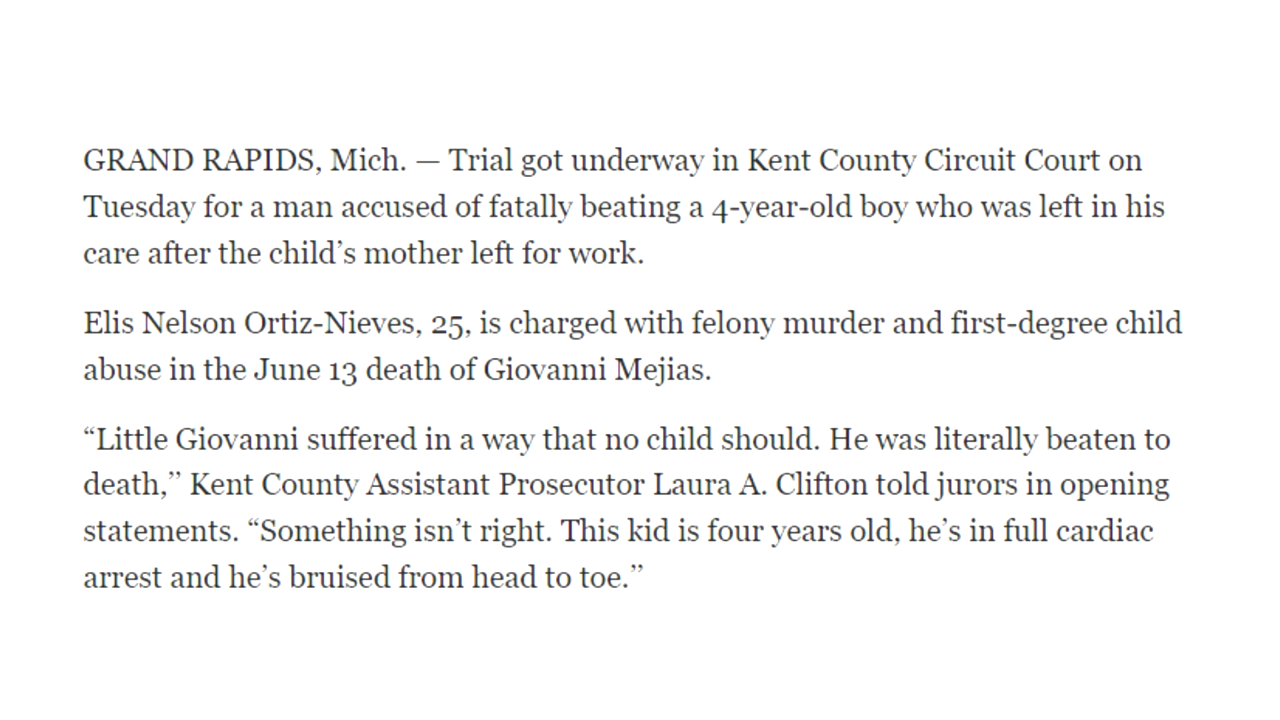 GRAND RAPIDS, Mich. — Trial got underway in Kent County Circuit Court on
Tuesday for a man accused of fatally beating a 4-year-old boy who was left in his
care after the child’s mother left for work.
Elis Nelson Ortiz-Nieves, 25, is charged with felony murder and first-degree child
abuse in the June 13 death of Giovanni Mejias.
“Little Giovanni suffered in a way that no child should. He was literally beaten to
death,’’ Kent County Assistant Prosecutor Laura A. Clifton told jurors in opening
statements. “Something isn’t right. This kid is four years old, he’s in full cardiac
arrest and he’s bruised from head to toe.’’